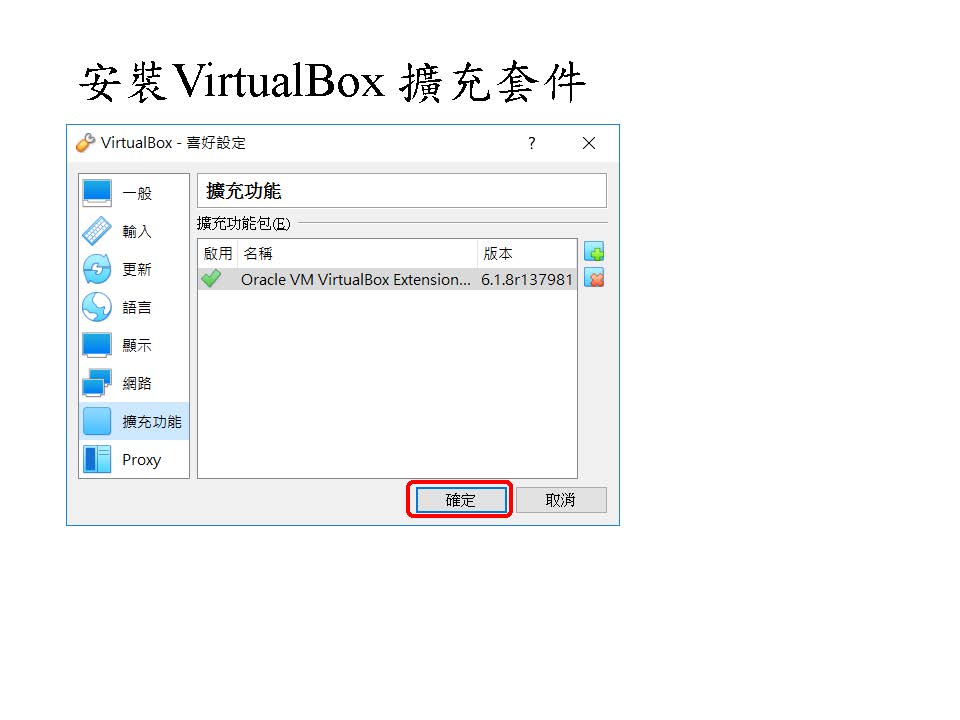 安裝VirtualBox 擴充套件
VirtualBox - 喜好設定
?
一般
輸入
更新
語言
顯示
網路
擴充功能
Proxy
擴充功能
擴充功能包(E)
啟用 名稱 版本
Oracle VM VirtualBox Extension... 6.1.8r137981
確定 取消